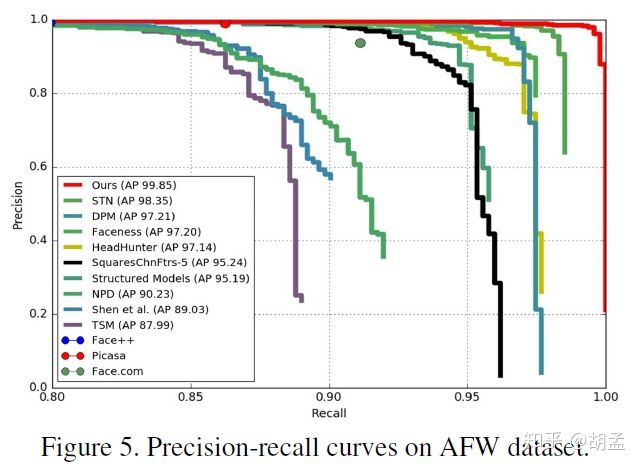 1.0
0.8
0.6
0.4
0.2
0.0
Precision
Ours (AP 99.85)
STN (AP 98.35)
DPM (AP 97.21)
Faceness (AP 97.20)
HeadHunter (AP 97.14)
SquaresChnFtrs-5 (AP 95.24)
Structured Models (AP 95.19)
NPD (AP 90.23)
Shen et al. (AP 89.03)
TSM (AP 87.99)
Face++
Picasa
Face.com
0.80 0.85 0.90 0.95 1.00
Recall
知乎 @胡孟
Figure 5. Precision-recall curves on AFW dataset.